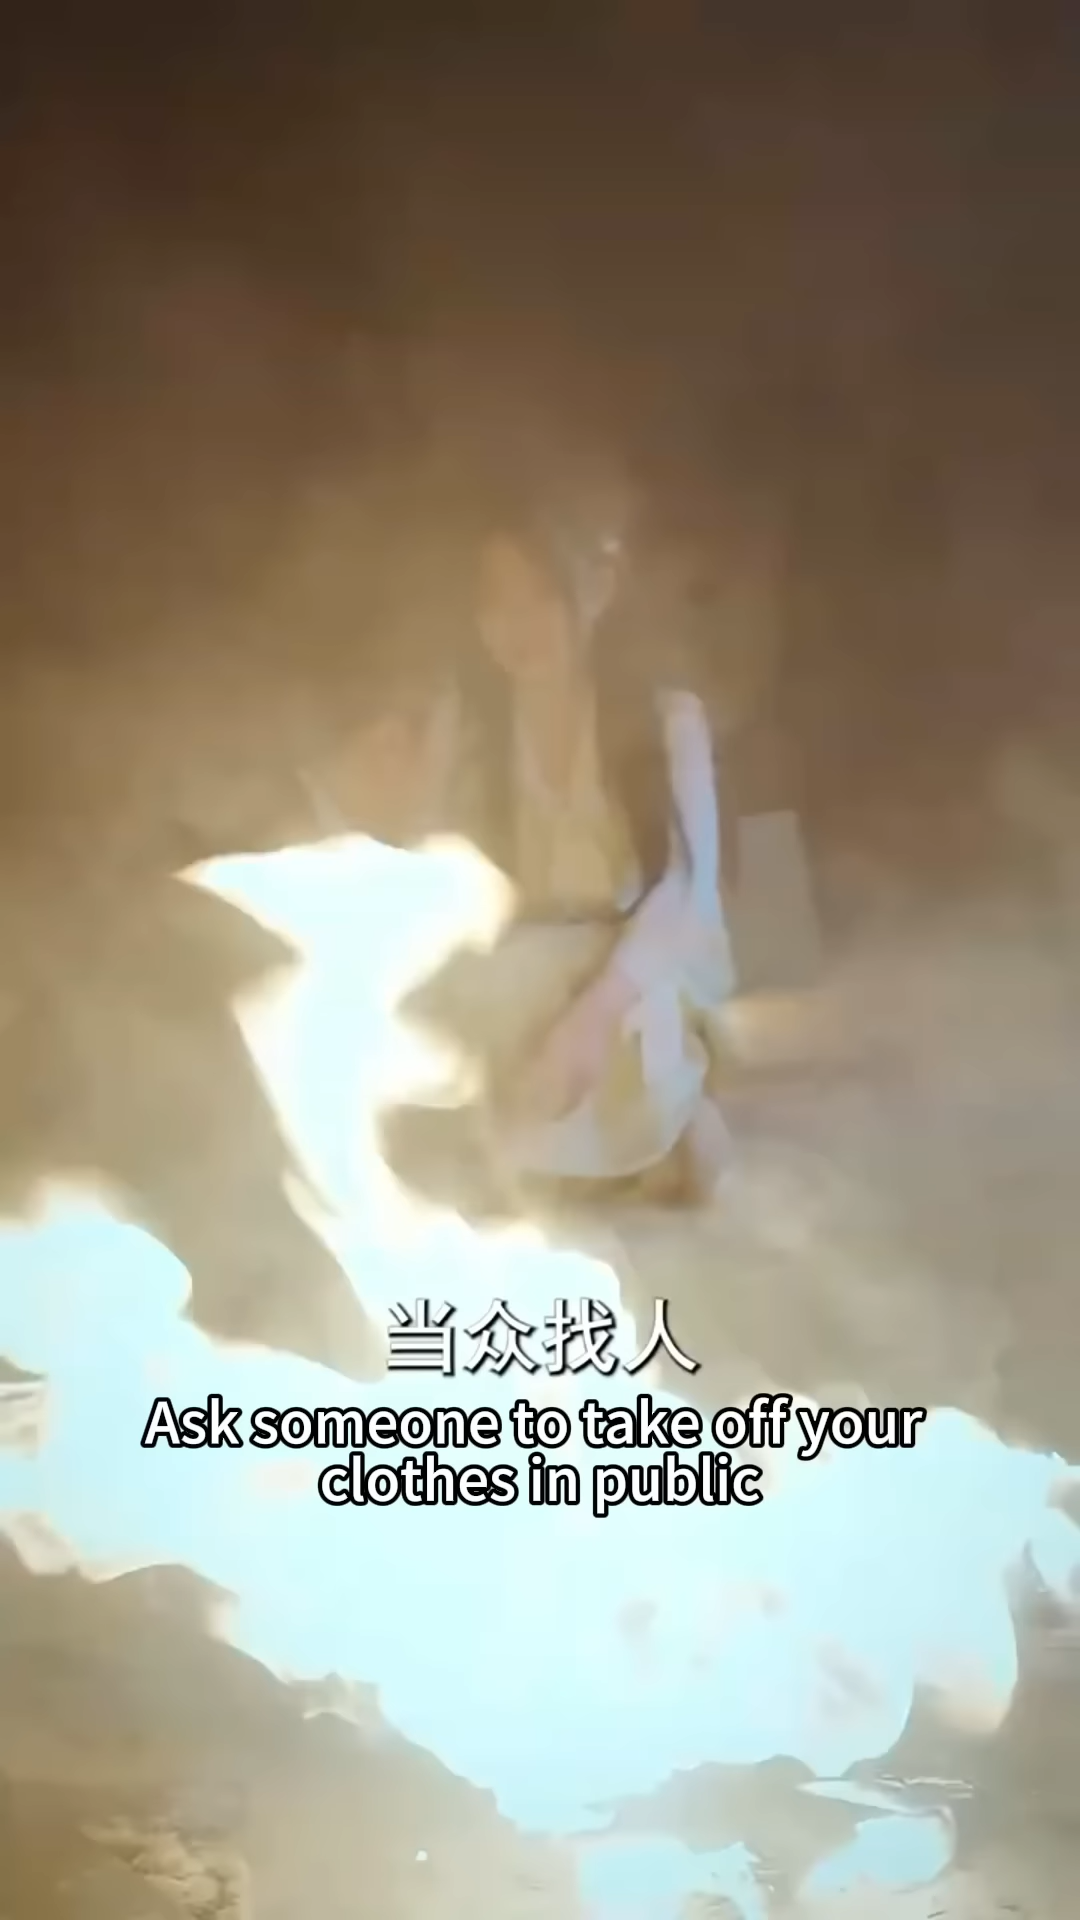 当众找人
Ask someone to take off your
clothes in public